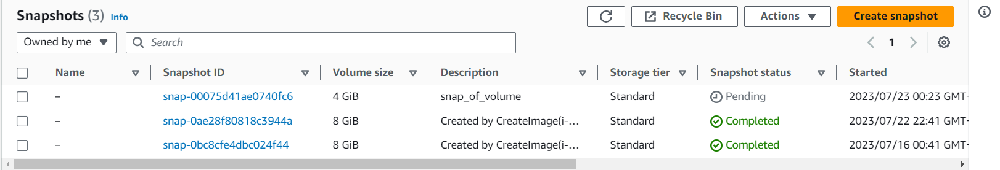 Snapshots (3) Info Recycle Bin Actions Create snapshot
Owned by me Search 1
Name Snapshot ID Volume size Description Storage tier Snapshot status Started
– snap-00075d41ae0740fc6 4 GiB snap_of_volume Standard Pending 2023/07/23 00:23 GMT+
– snap-0ae28f80818c3944a 8 GiB Created by CreateImage(i-... Standard Completed 2023/07/22 22:41 GMT+
– snap-0bc8cfe4dbc024f44 8 GiB Created by CreateImage(i-... Standard Completed 2023/07/16 00:41 GMT+